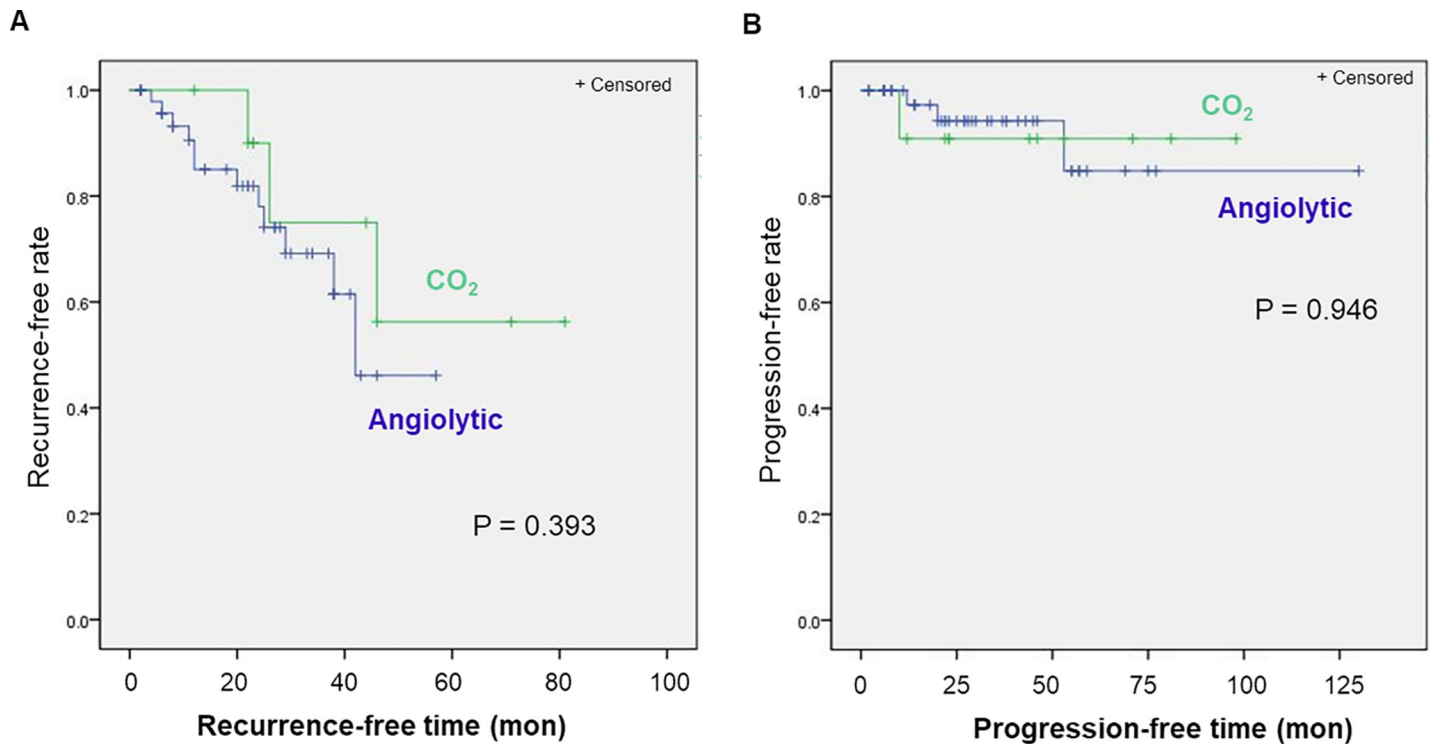 A
+ Censored
1.0
0.8
0.6
0.4
0.2
0.0
Recurrence-free rate
CO₂
Angiolytic
P = 0.393
0 20 40 60 80 100
Recurrence-free time (mon)
B
+ Censored
1.0
0.8
0.6
0.4
0.2
0.0
Progression-free rate
CO₂
Angiolytic
P = 0.946
0 25 50 75 100 125
Progression-free time (mon)